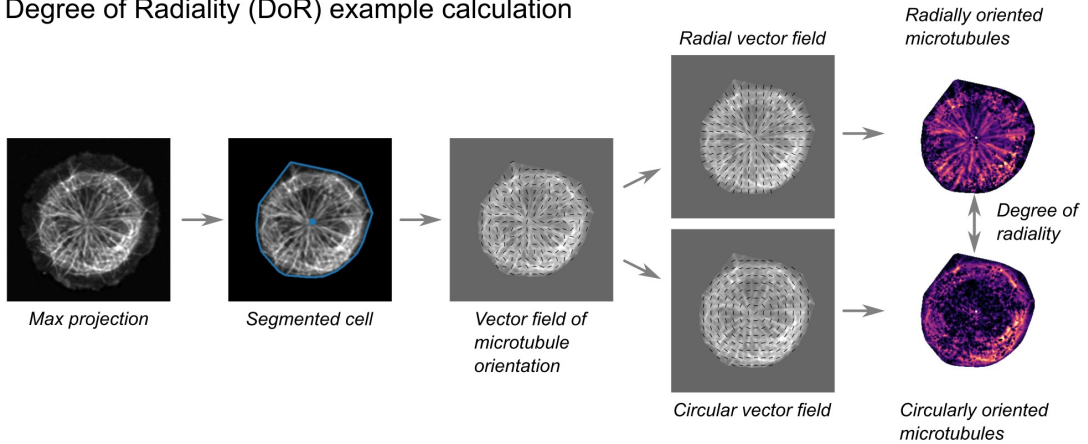 Degree of Radiality (DoR) example calculation
Radially oriented
microtubules
Radial vector field
Degree of
radiality
Max projection
Segmented cell
Vector field of
microtubule
orientation
Circular vector field
Circularly oriented
microtubules